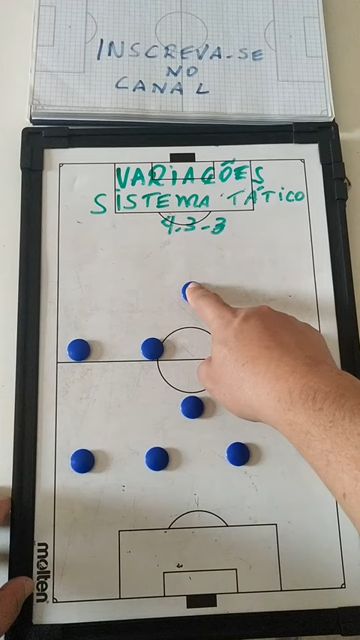 INSCREVA-SE
NO
CANAL
VARIAÇÕES
SISTEMA TÁTICO
4.3-3
molten